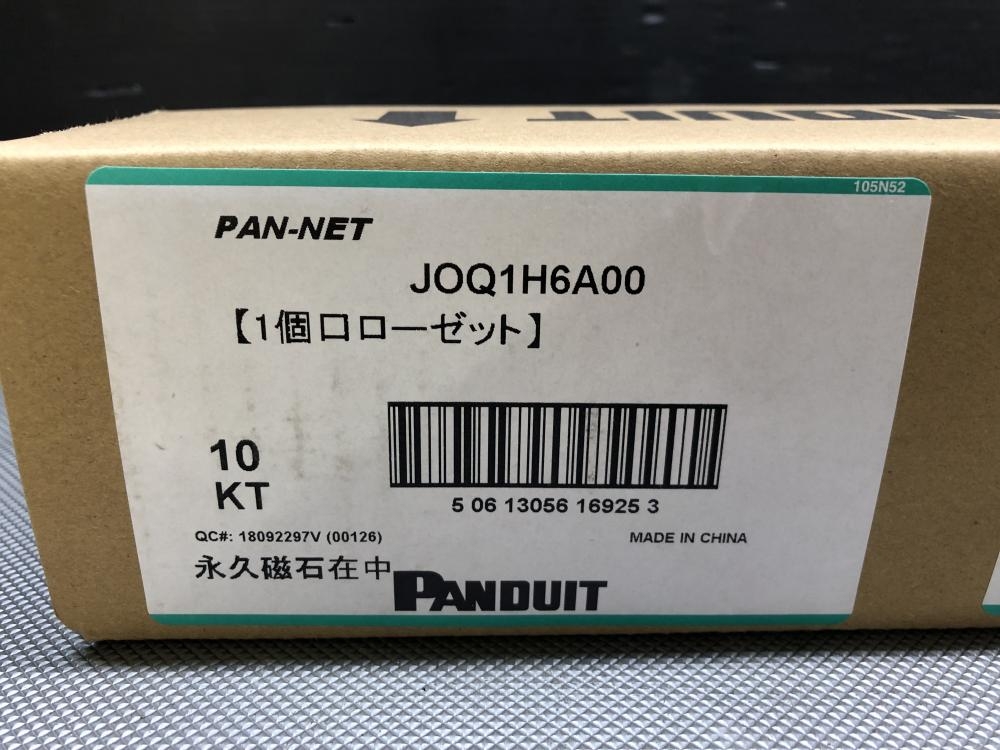 PANDUIT
105N52
PAN-NET
JOQ1H6A00
【1個口ローゼット】
10
KT
5 06 13056 16925 3
QC#: 18092297V (00126)
MADE IN CHINA
永久磁石在中
PANDUIT